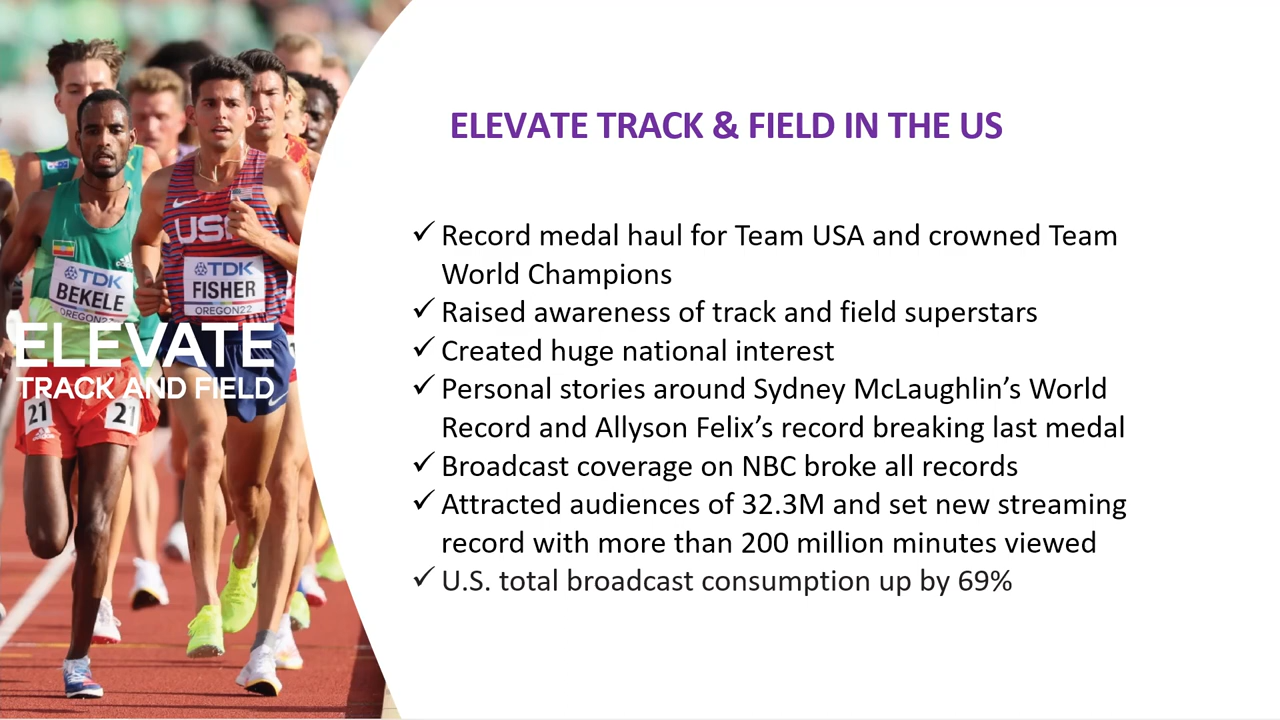 ELEVATE TRACK & FIELD IN THE US
✓ Record medal haul for Team USA and crowned Team
World Champions
✓ Raised awareness of track and field superstars
✓ Created huge national interest
✓ Personal stories around Sydney McLaughlin’s World
Record and Allyson Felix’s record breaking last medal
✓ Broadcast coverage on NBC broke all records
✓ Attracted audiences of 32.3M and set new streaming
record with more than 200 million minutes viewed
✓ U.S. total broadcast consumption up by 69%
USA
TDK
BEKELE
TDK
FISHER
OREGON22
ELEVATE
TRACK AND FIELD
21
21
adidas